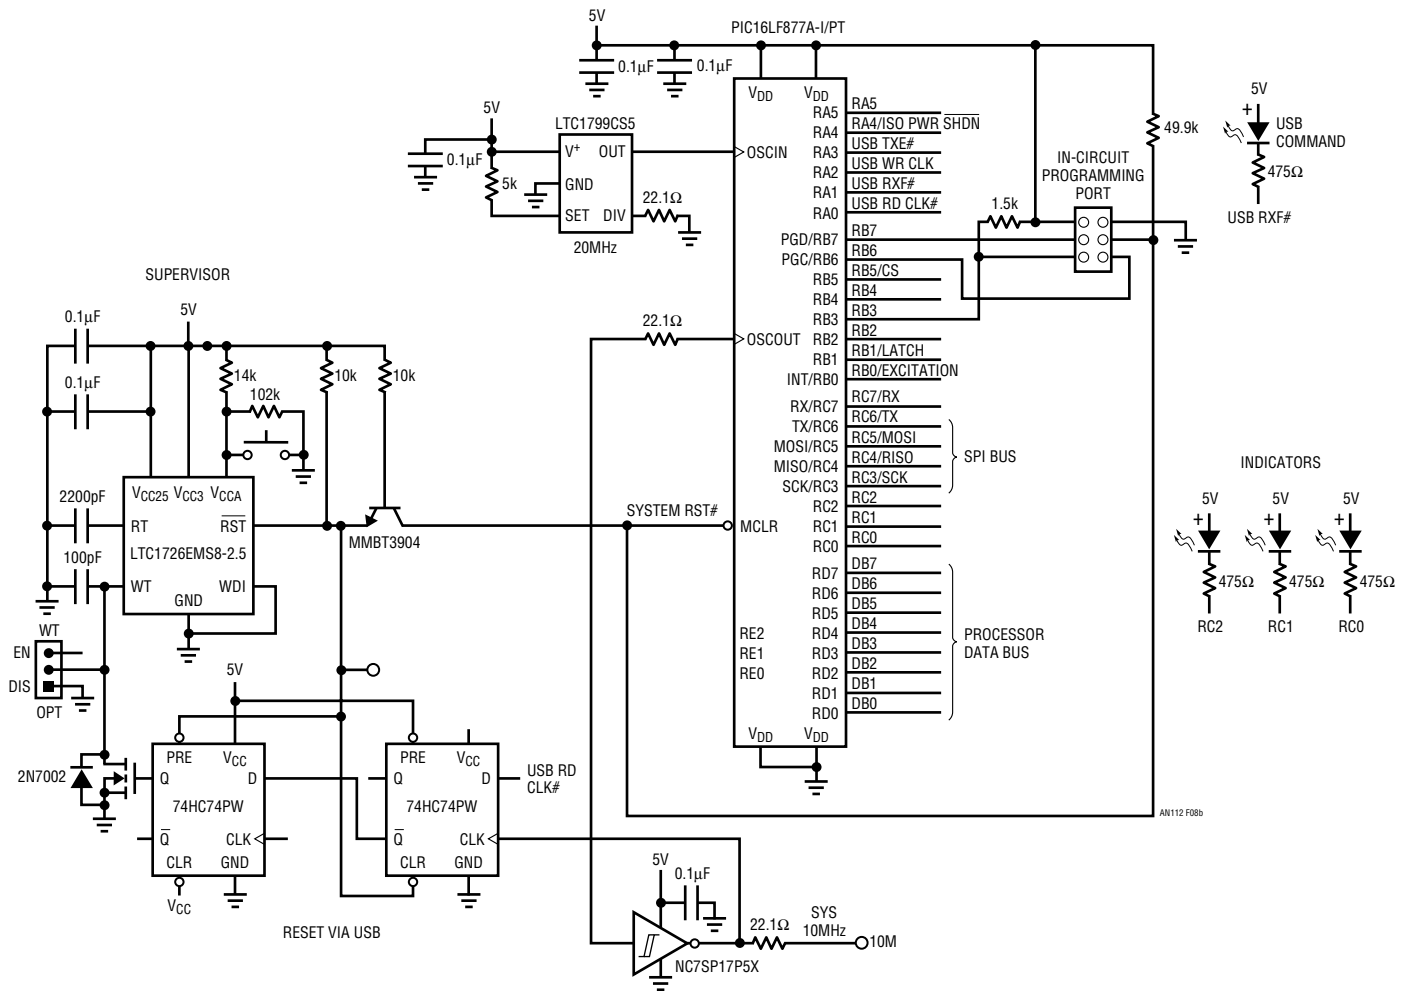 5V
PIC16LF877A-I/PT
0.1µF
0.1µF
5V
LTC1799CS5
0.1µF
5k
V+
OUT
GND
SET
DIV
20MHz
22.1Ω
VDD
VDD
OSCIN
OSCOUT
22.1Ω
MCLR
RE2
RE1
RE0
VDD
VDD
RA5
RA4
RA3
RA2
RA1
RA0
PGD/RB7
PGC/RB6
RB5
RB4
RB3
RB2
RB1
INT/RB0
RX/RC7
TX/RC6
MOSI/RC5
MISO/RC4
SCK/RC3
RC2
RC1
RC0
RD7
RD6
RD5
RD4
RD3
RD2
RD1
RD0
RA5
RA4/ISO PWR SHDN
USB TXE#
USB WR CLK
USB RXF#
USB RD CLK#
RB7
RB6
RB5/CS
RB4
RB3
RB2
RB1/LATCH
RB0/EXCITATION
RC7/RX
RC6/TX
RC5/MOSI
RC4/RISO
RC3/SCK
RC2
RC1
RC0
DB7
DB6
DB5
DB4
DB3
DB2
DB1
DB0
SPI BUS
PROCESSOR
DATA BUS
1.5k
IN-CIRCUIT
PROGRAMMING
PORT
49.9k
5V
+
USB
COMMAND
475Ω
USB RXF#
INDICATORS
5V
5V
5V
+
+
+
475Ω
475Ω
475Ω
RC2
RC1
RC0
SUPERVISOR
0.1µF
5V
0.1µF
14k
102k
10k
10k
2200pF
100pF
VCC25
VCC3
VCCA
RT
RST
LTC1726EMS8-2.5
WT
WDI
GND
MMBT3904
SYSTEM RST#
WT
EN
DIS
OPT
5V
2N7002
PRE
VCC
Q
D
74HC74PW
Q
CLK
CLR
GND
VCC
PRE
VCC
Q
D
74HC74PW
Q
CLK
CLR
GND
USB RD
CLK#
RESET VIA USB
5V
0.1µF
NC7SP17P5X
22.1Ω
SYS
10MHz
10M
AN112 F08b